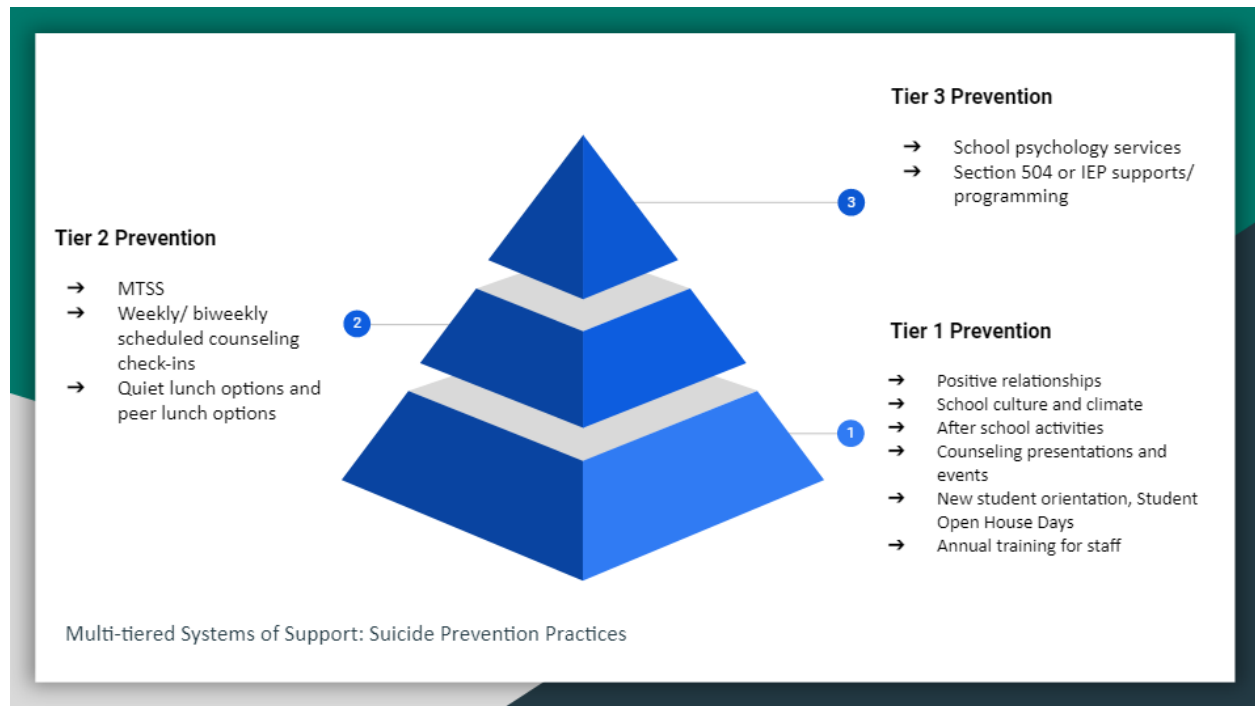 Tier 3 Prevention
➔ School psychology services
➔ Section 504 or IEP supports/
programming
3
Tier 2 Prevention
➔ MTSS
➔ Weekly/ biweekly
scheduled counseling
check-ins
➔ Quiet lunch options and
peer lunch options
2
Tier 1 Prevention
➔ Positive relationships
➔ School culture and climate
➔ After school activities
➔ Counseling presentations and
events
➔ New student orientation, Student
Open House Days
➔ Annual training for staff
1
Multi-tiered Systems of Support: Suicide Prevention Practices